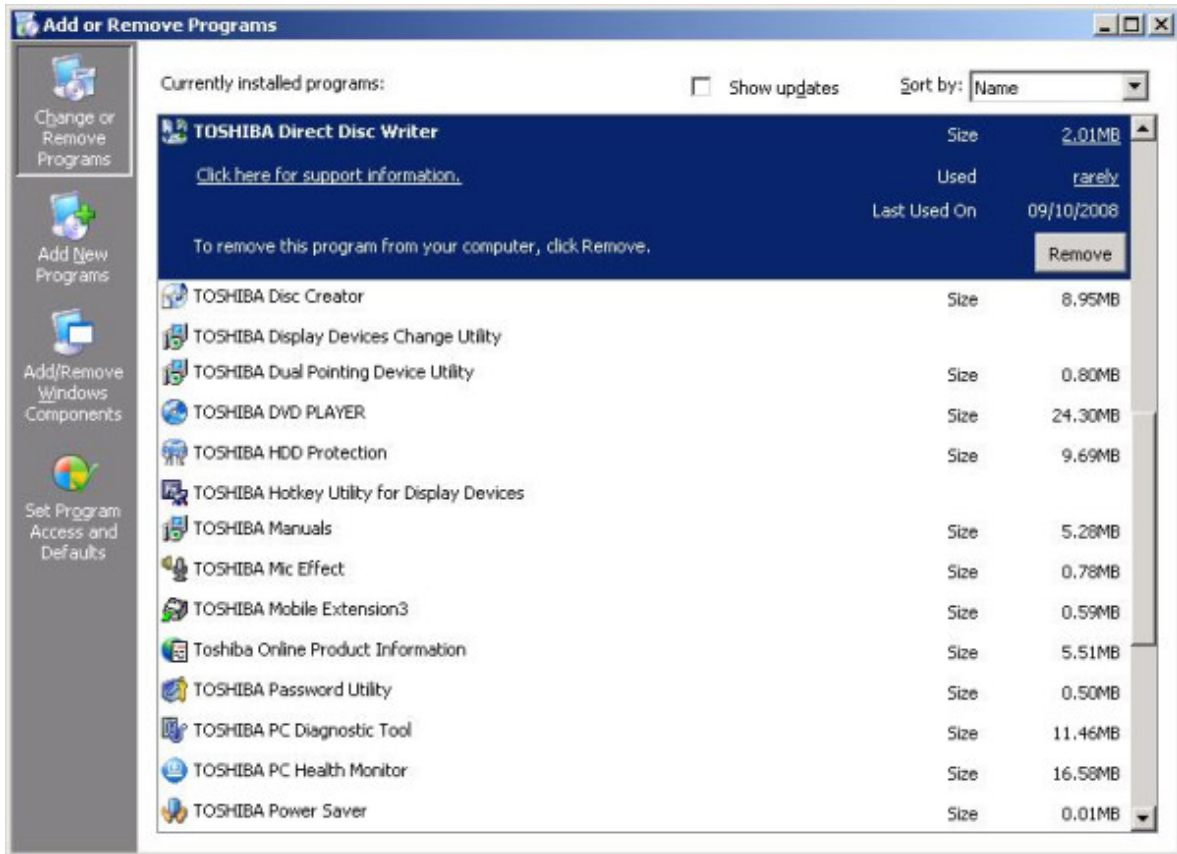 Add or Remove Programs
Change or
Remove
Programs
Add New
Programs
Add/Remove
Windows
Components
Set Program
Access and
Defaults
Currently installed programs: Show updates Sort by: Name
TOSHIBA Direct Disc Writer Size 2.01MB
Click here for support information. Used rarely
Last Used On 09/10/2008
To remove this program from your computer, click Remove. Remove
TOSHIBA Disc Creator Size 8.95MB
TOSHIBA Display Devices Change Utility
TOSHIBA Dual Pointing Device Utility Size 0.80MB
TOSHIBA DVD PLAYER Size 24.30MB
TOSHIBA HDD Protection Size 9.69MB
TOSHIBA Hotkey Utility for Display Devices
TOSHIBA Manuals Size 5.28MB
TOSHIBA Mic Effect Size 0.78MB
TOSHIBA Mobile Extension3 Size 0.59MB
Toshiba Online Product Information Size 5.51MB
TOSHIBA Password Utility Size 0.50MB
TOSHIBA PC Diagnostic Tool Size 11.46MB
TOSHIBA PC Health Monitor Size 16.58MB
TOSHIBA Power Saver Size 0.01MB